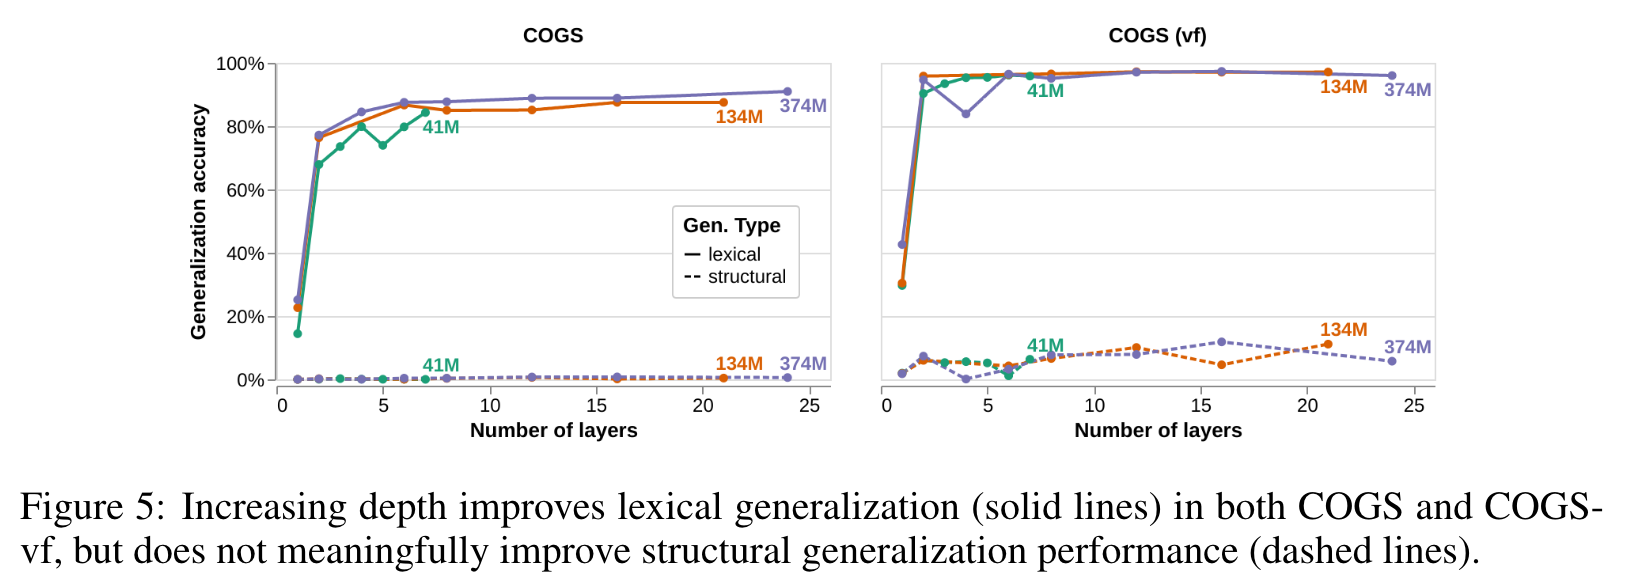 COGS
COGS (vf)
Generalization accuracy
100%
80%
60%
40%
20%
0%
41M
134M
374M
Gen. Type
lexical
structural
41M
134M
374M
0 5 10 15 20 25
Number of layers
41M
134M
374M
41M
134M
374M
0 5 10 15 20 25
Number of layers
Figure 5: Increasing depth improves lexical generalization (solid lines) in both COGS and COGS-
vf, but does not meaningfully improve structural generalization performance (dashed lines).